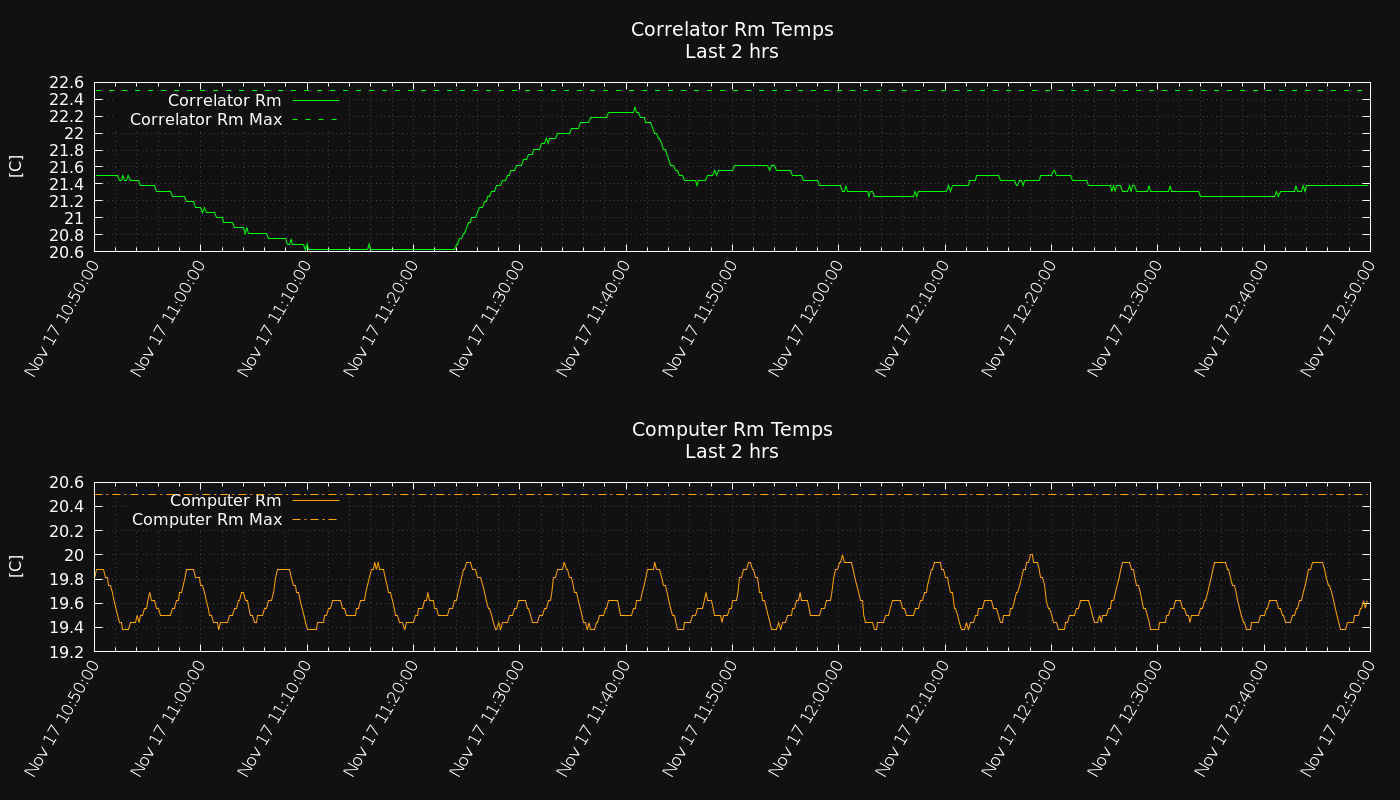 Correlator Rm Temps
Last 2 hrs
22.6
22.4
22.2
22
21.8
21.6
21.4
21.2
21
20.8
20.6
[C]
Correlator Rm
Correlator Rm Max
Nov 17 10:50:00
Nov 17 11:00:00
Nov 17 11:10:00
Nov 17 11:20:00
Nov 17 11:30:00
Nov 17 11:40:00
Nov 17 11:50:00
Nov 17 12:00:00
Nov 17 12:10:00
Nov 17 12:20:00
Nov 17 12:30:00
Nov 17 12:40:00
Nov 17 12:50:00
Computer Rm Temps
Last 2 hrs
20.6
20.4
20.2
20
19.8
19.6
19.4
19.2
[C]
Computer Rm
Computer Rm Max
Nov 17 10:50:00
Nov 17 11:00:00
Nov 17 11:10:00
Nov 17 11:20:00
Nov 17 11:30:00
Nov 17 11:40:00
Nov 17 11:50:00
Nov 17 12:00:00
Nov 17 12:10:00
Nov 17 12:20:00
Nov 17 12:30:00
Nov 17 12:40:00
Nov 17 12:50:00